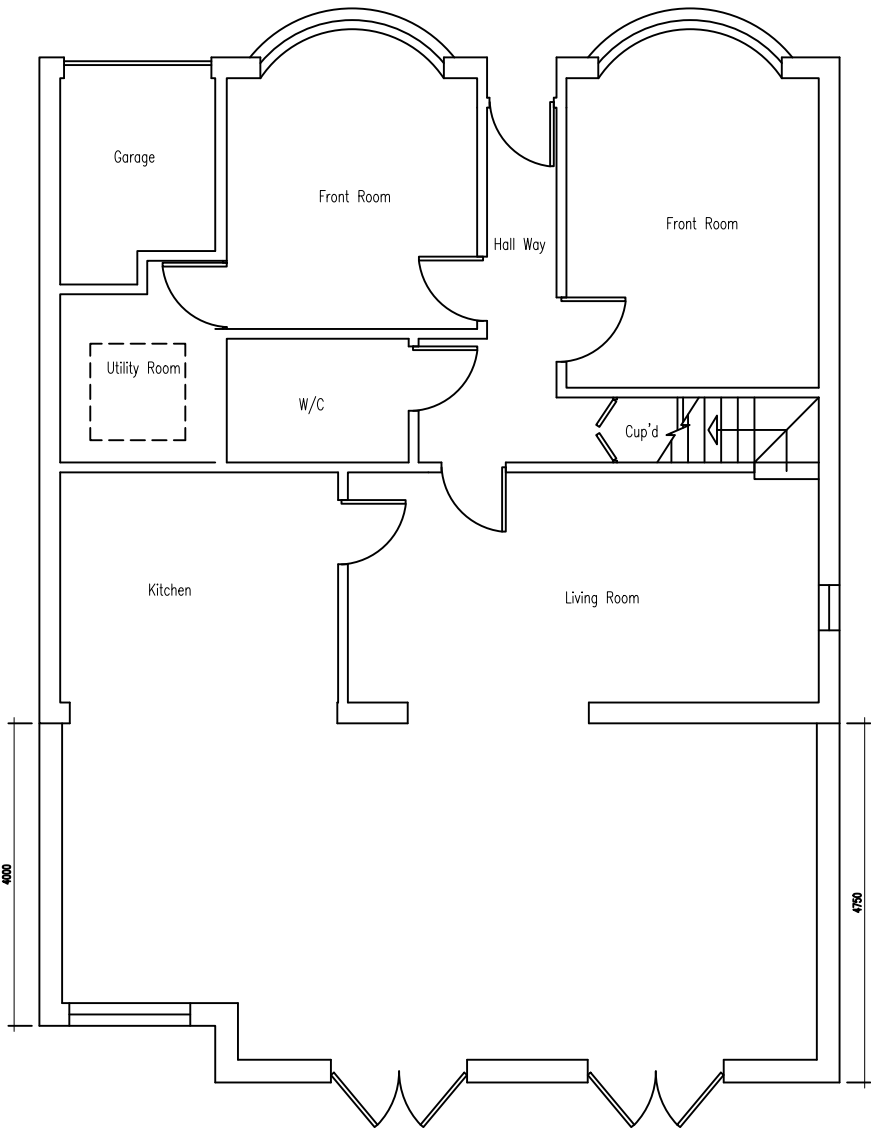 Garage
Front Room
Front Room
Hall Way
Utility Room
W/C
Cup'd
Kitchen
Living Room
4000
4750